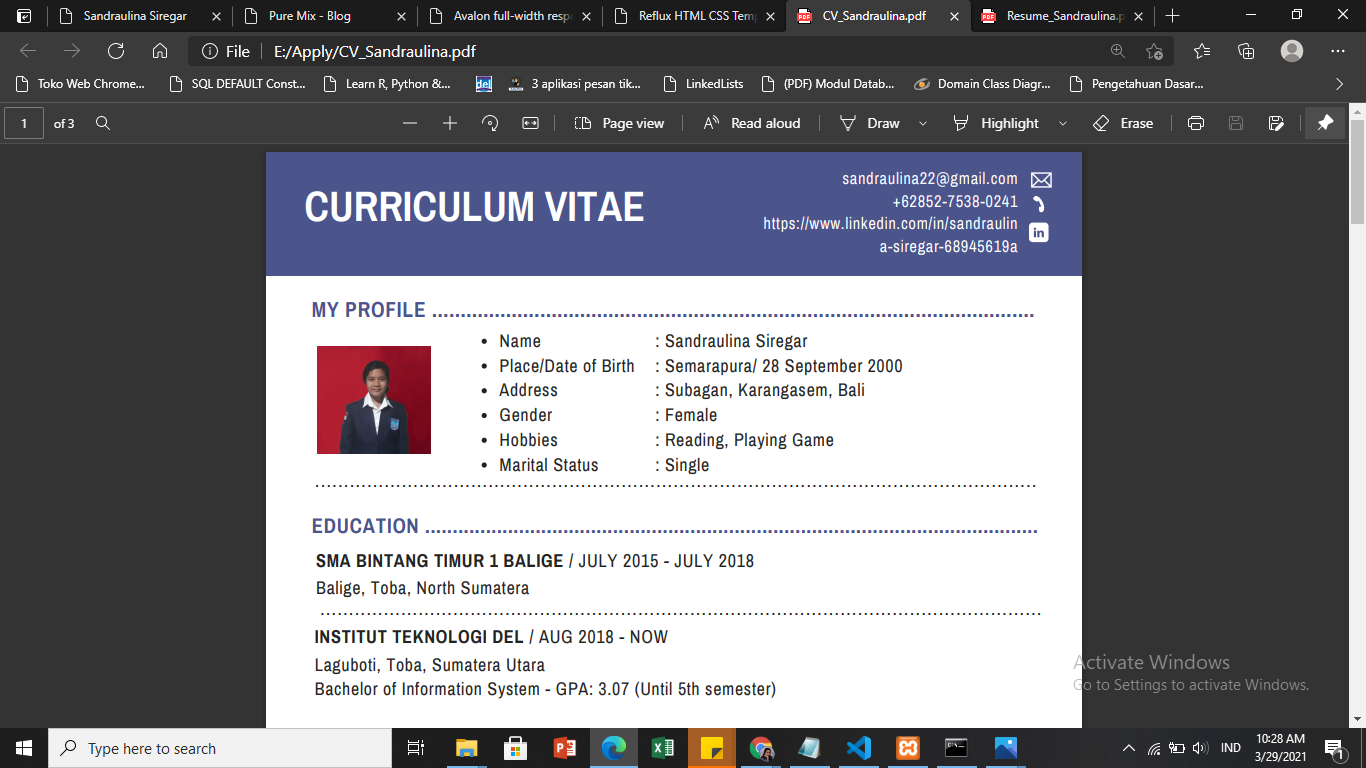 Sandraulina Siregar
Pure Mix - Blog
Avalon full-width resp
Reflux HTML CSS Tem
CV_Sandraulina.pdf
Resume_Sandraulina.p
File
E:/Apply/CV_Sandraulina.pdf
Toko Web Chrome...
SQL DEFAULT Const...
Learn R, Python &...
del
3 aplikasi pesan tik...
LinkedLists
(PDF) Modul Datab...
Domain Class Diagr...
Pengetahuan Dasar...
1 of 3
Page view
Read aloud
Draw
Highlight
Erase
CURRICULUM VITAE
sandraulina22@gmail.com
+62852-7538-0241
https://www.linkedin.com/in/sandraulin
a-siregar-68945619a
in
MY PROFILE ........................................................................................................
• Name : Sandraulina Siregar
• Place/Date of Birth : Semarapura/ 28 September 2000
• Address : Subagan, Karangasem, Bali
• Gender : Female
• Hobbies : Reading, Playing Game
• Marital Status : Single
EDUCATION ........................................................................................................
SMA BINTANG TIMUR 1 BALIGE / JULY 2015 - JULY 2018
Balige, Toba, North Sumatera
INSTITUT TEKNOLOGI DEL / AUG 2018 - NOW
Laguboti, Toba, Sumatera Utara
Bachelor of Information System - GPA: 3.07 (Until 5th semester)
Activate Windows
Go to Settings to activate Windows.
Type here to search
IND
10:28 AM
3/29/2021
1